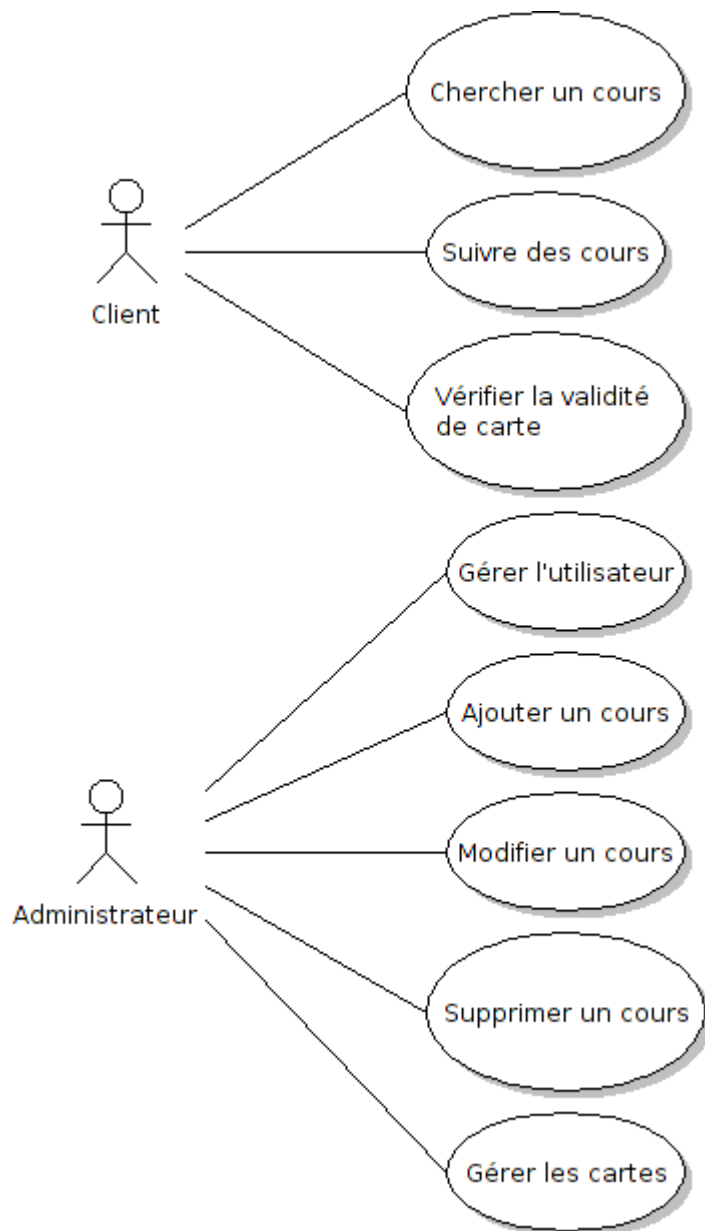 Chercher un cours
Suivre des cours
Client
Vérifier la validité
de carte
Gérer l'utilisateur
Ajouter un cours
Modifier un cours
Administrateur
Supprimer un cours
Gérer les cartes